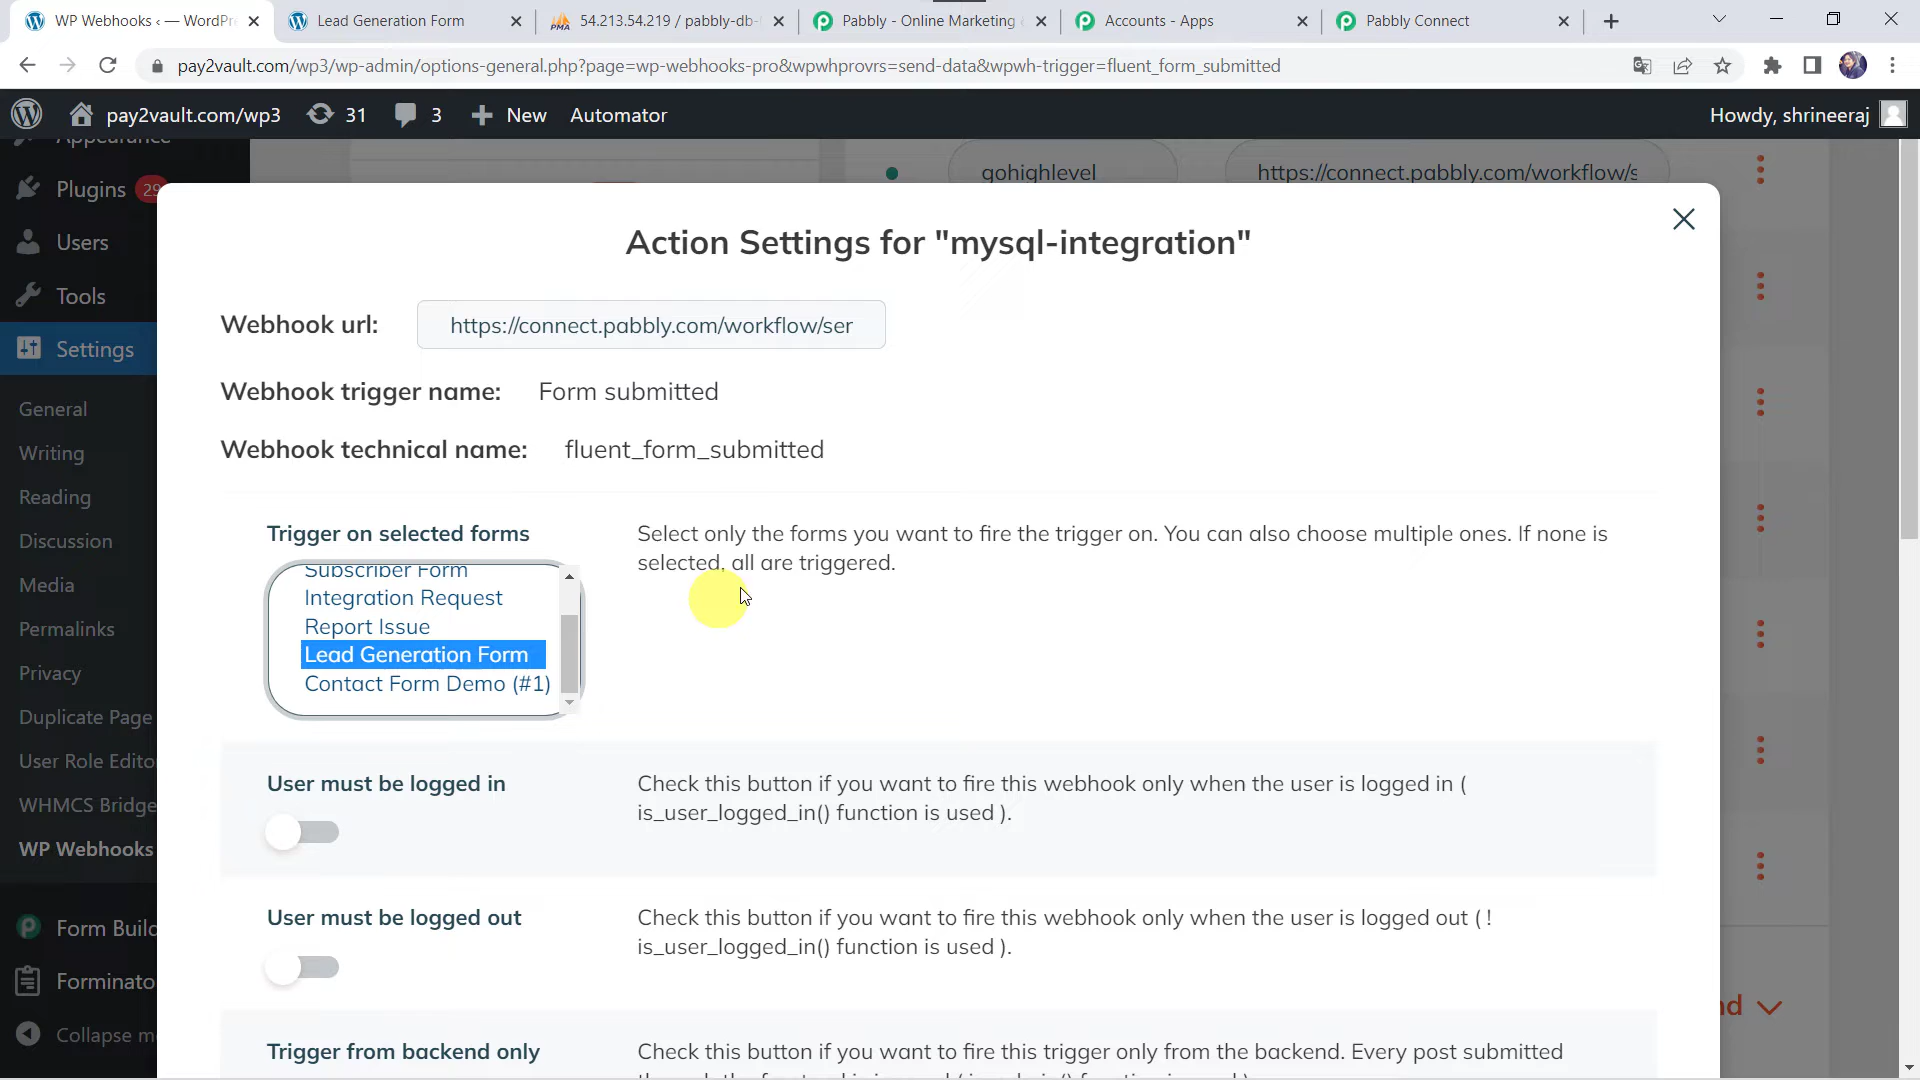 WP Webhooks ‹ — WordPr
Lead Generation Form
54.213.54.219 / pabbly-db-
Pabbly - Online Marketing
Accounts - Apps
Pabbly Connect
pay2vault.com/wp3/wp-admin/options-general.php?page=wp-webhooks-pro&wpwhprovrs=send-data&wpwh-trigger=fluent_form_submitted
pay2vault.com/wp3
31
3
New
Automator
Howdy, shrineeraj
Appearance
Plugins 29
Users
Tools
Settings
General
Writing
Reading
Discussion
Media
Permalinks
Privacy
Duplicate Page
User Role Edito
WHMCS Bridge
WP Webhooks
Form Builc
Forminato
Collapse m
gohighlevel
https://connect.pabbly.com/workflow/s
Action Settings for "mysql-integration"
Webhook url:
https://connect.pabbly.com/workflow/ser
Webhook trigger name:
Form submitted
Webhook technical name:
fluent_form_submitted
Trigger on selected forms
Select only the forms you want to fire the trigger on. You can also choose multiple ones. If none is
selected, all are triggered.
Subscriber Form
Integration Request
Report Issue
Lead Generation Form
Contact Form Demo (#1)
User must be logged in
Check this button if you want to fire this webhook only when the user is logged in (
is_user_logged_in() function is used ).
User must be logged out
Check this button if you want to fire this webhook only when the user is logged out ( !
is_user_logged_in() function is used ).
Trigger from backend only
Check this button if you want to fire this trigger only from the backend. Every post submitted
nd